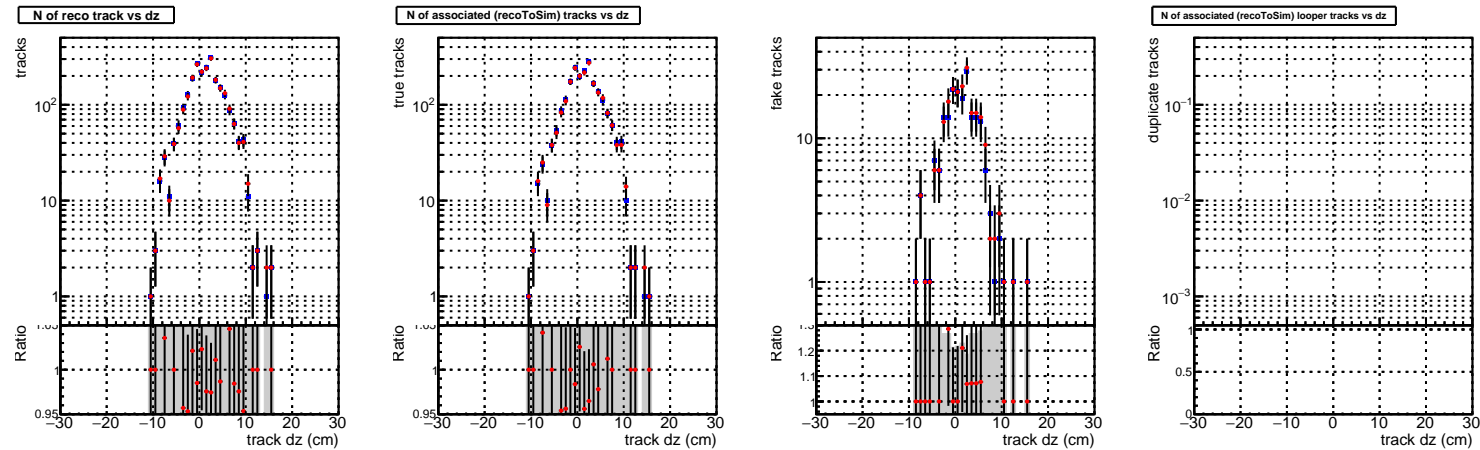 N of reco track vs dz
tracks
10²
10
1
Ratio
1.05
1
0.95
−30 −20 −10 0 10 20 30
track dz (cm)
N of associated (recoToSim) tracks vs dz
true tracks
10²
10
1
Ratio
1.05
1
0.95
−30 −20 −10 0 10 20 30
track dz (cm)
fake tracks
10
1
Ratio
1.3
1.2
1.1
1
−30 −20 −10 0 10 20 30
track dz (cm)
N of associated (recoToSim) looper tracks vs dz
duplicate tracks
10⁻¹
10⁻²
10⁻³
Ratio
1
0.5
0
−30 −20 −10 0 10 20 30
track dz (cm)